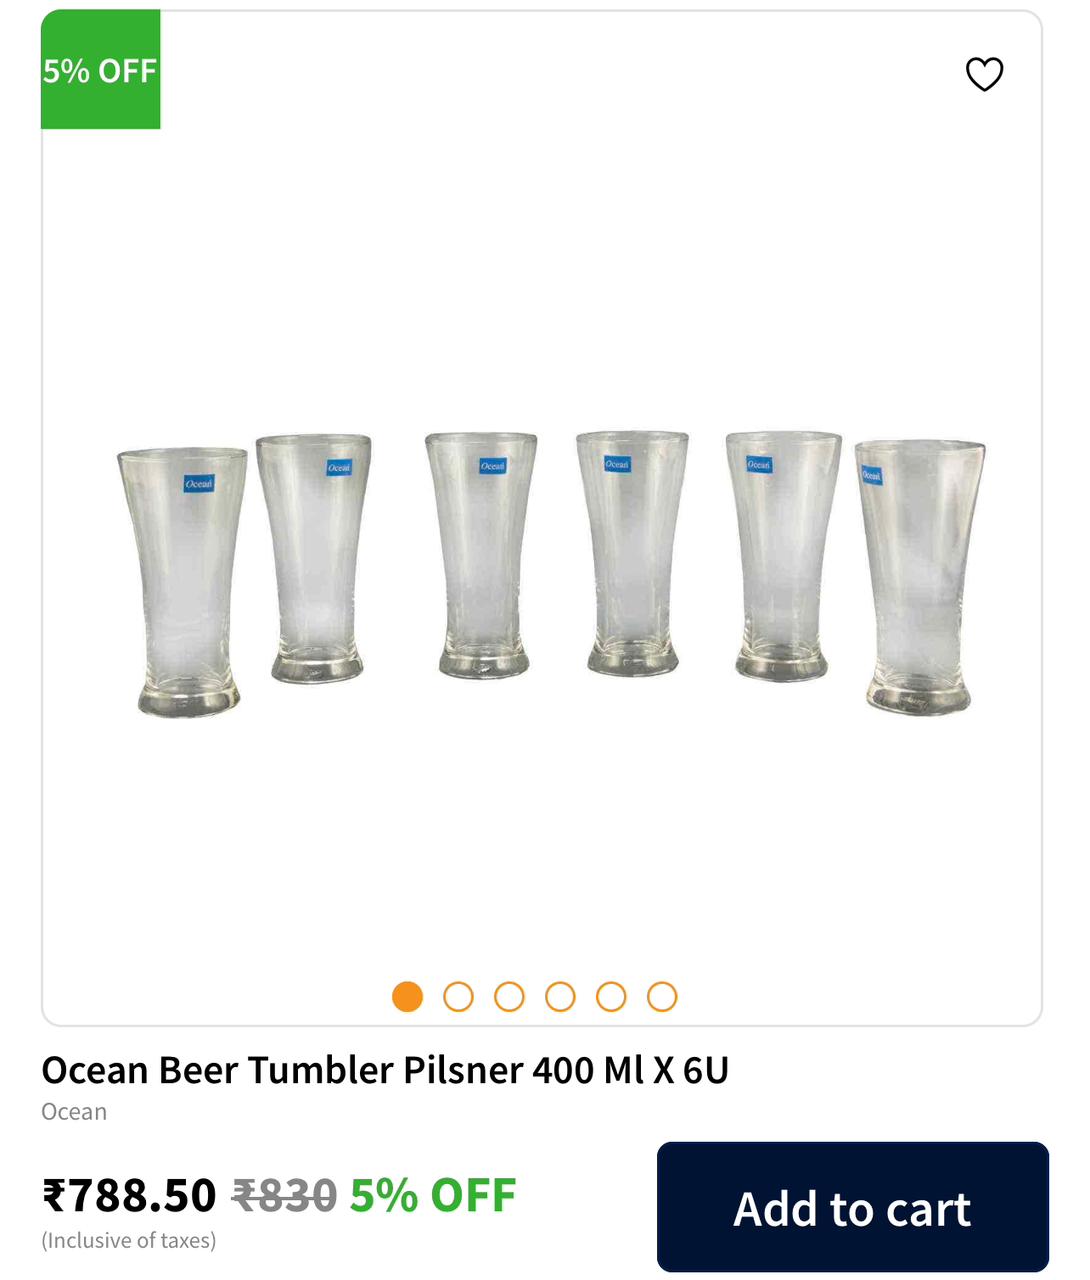 5% OFF
Ocean
Ocean
Ocean
Ocean
Ocean
Ocean
Ocean Beer Tumbler Pilsner 400 Ml X 6U
Ocean
₹788.50 ₹830 5% OFF
(Inclusive of taxes)
Add to cart